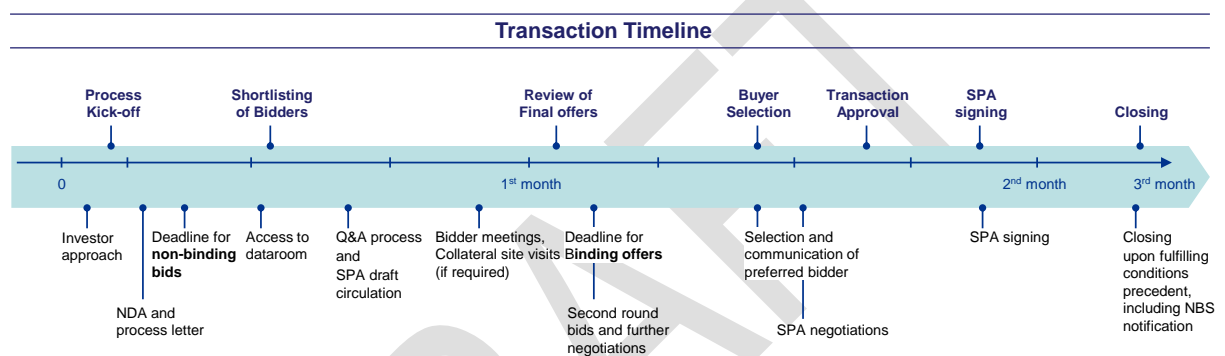 Transaction Timeline
Process
Kick-off
Shortlisting
of Bidders
Review of
Final offers
Buyer
Selection
Transaction
Approval
SPA
signing
Closing
0
1st month
2nd month
3rd month
Investor
approach
NDA and
process letter
Deadline for
non-binding
bids
Access to
dataroom
Q&A process
and
SPA draft
circulation
Bidder meetings,
Collateral site visits
(if required)
Deadline for
Binding offers
Second round
bids and further
negotiations
Selection and
communication of
preferred bidder
SPA negotiations
SPA signing
Closing
upon fulfilling
conditions
precedent,
including NBS
notification